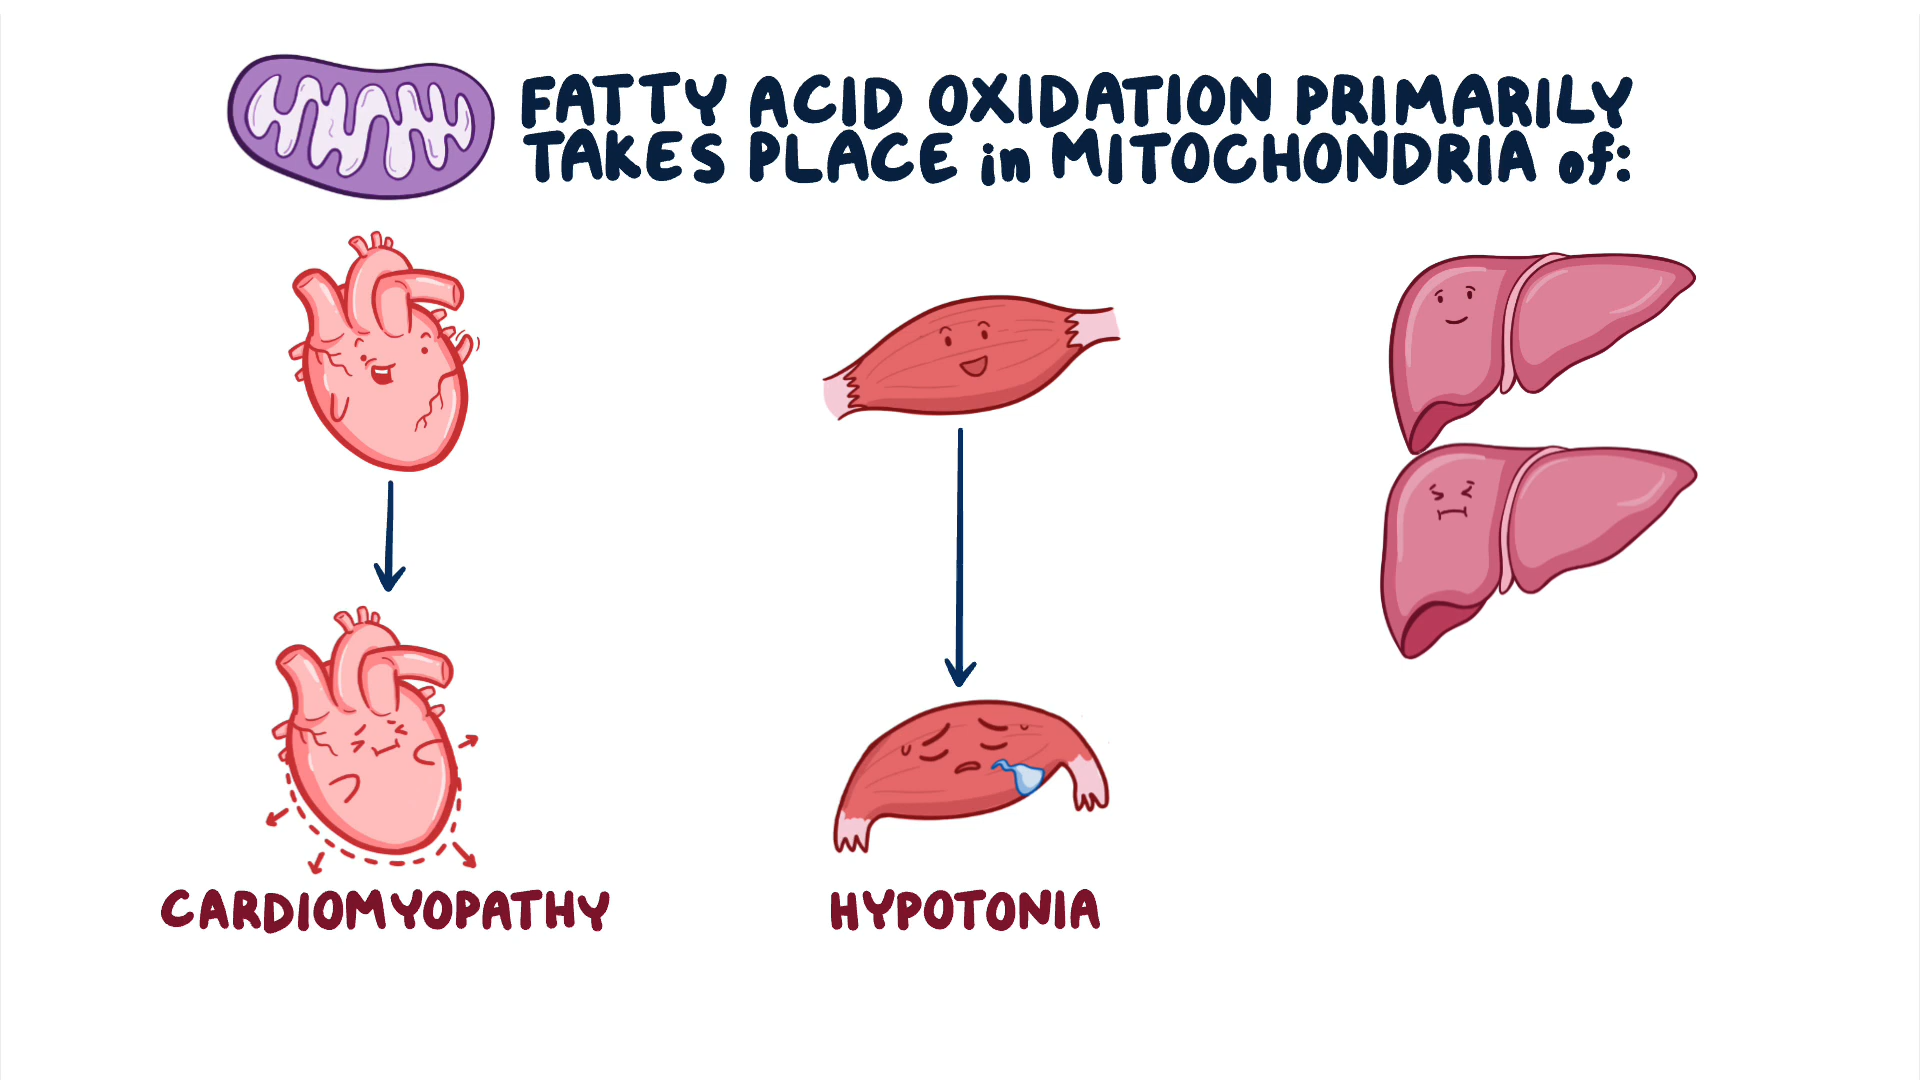 FATTY ACID OXIDATION PRIMARILY
TAKES PLACE in MITOCHONDRIA of:
CARDIOMYOPATHY
HYPOTONIA